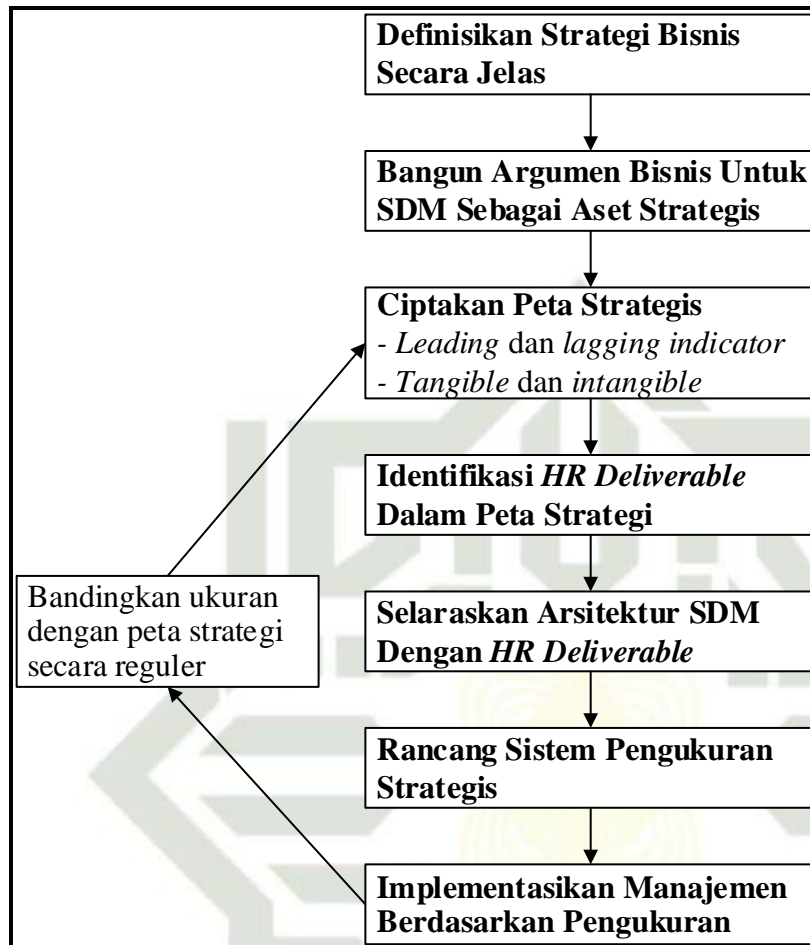 Definisikan Strategi Bisnis
Secara Jelas
Bangun Argumen Bisnis Untuk
SDM Sebagai Aset Strategis
Ciptakan Peta Strategis
- Leading dan lagging indicator
- Tangible dan intangible
Identifikasi HR Deliverable
Dalam Peta Strategi
Bandingkan ukuran
dengan peta strategi
secara reguler
Selaraskan Arsitektur SDM
Dengan HR Deliverable
Rancang Sistem Pengukuran
Strategis
Implementasikan Manajemen
Berdasarkan Pengukuran